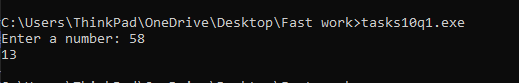 C:\Users\ThinkPad\OneDrive\Desktop\Fast work>tasks10q1.exe
Enter a number: 58
13